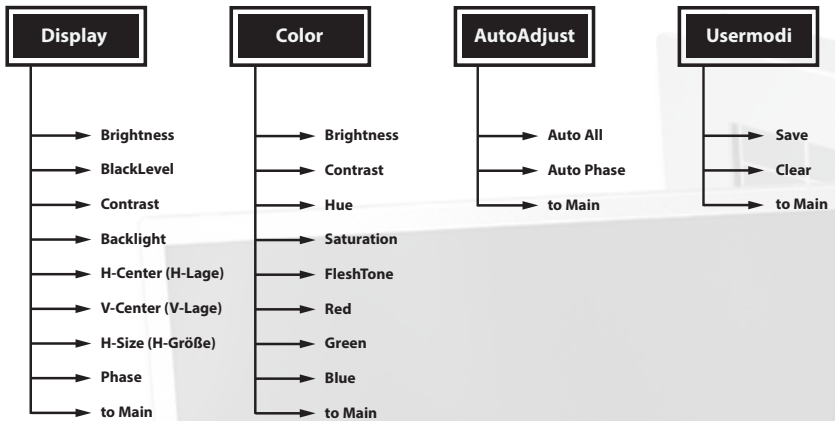 Display
Brightness
BlackLevel
Contrast
Backlight
H-Center (H-Lage)
V-Center (V-Lage)
H-Size (H-Größe)
Phase
to Main
Color
Brightness
Contrast
Hue
Saturation
FleshTone
Red
Green
Blue
to Main
AutoAdjust
Auto All
Auto Phase
to Main
Usermodi
Save
Clear
to Main